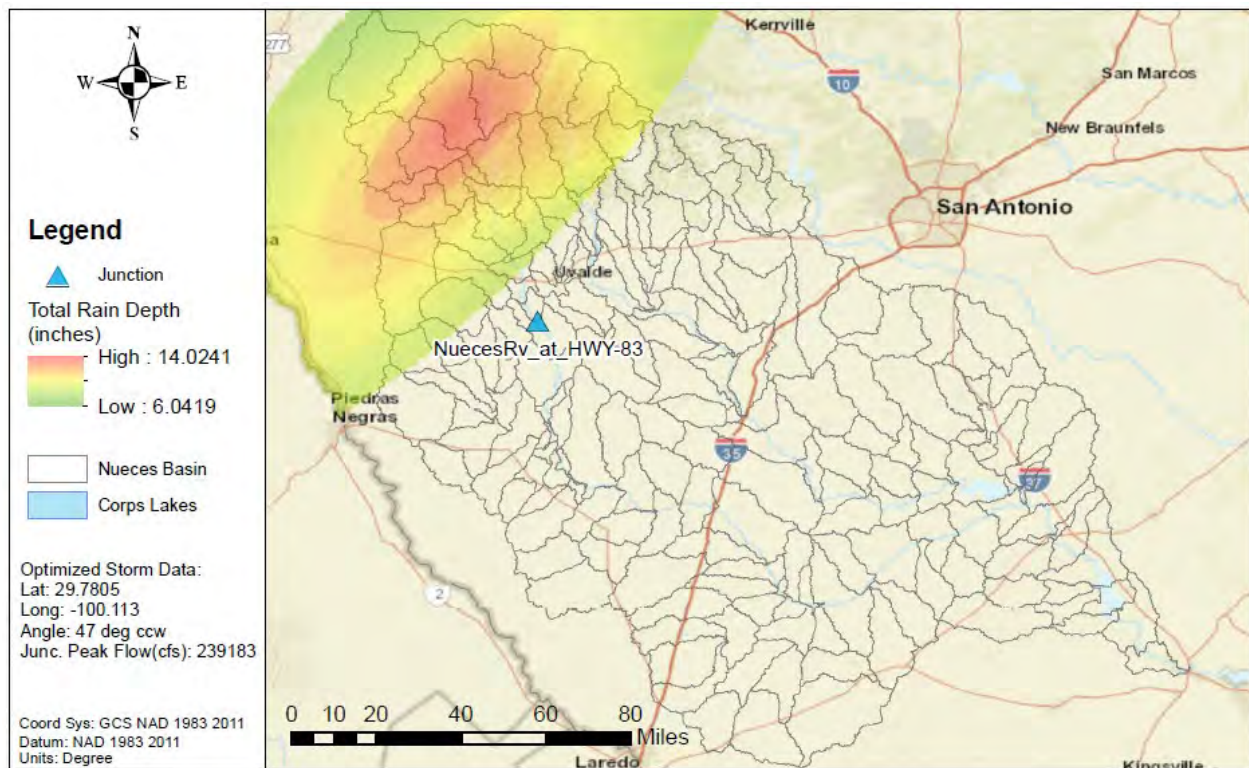 N
W
E
S
Legend
Junction
Total Rain Depth
(inches)
High : 14.0241
Low : 6.0419
Nueces Basin
Corps Lakes
Optimized Storm Data:
Lat: 29.7805
Long: -100.113
Angle: 47 deg ccw
Junc. Peak Flow(cfs): 239183
Coord Sys: GCS NAD 1983 2011
Datum: NAD 1983 2011
Units: Degree
277
Kerrville
10
San Marcos
New Braunfels
San Antonio
Uvalde
NuecesRv_at_HWY-83
Piedras
Negras
35
37
2
0 10 20 40 60 80
Miles
Laredo
Kingsville